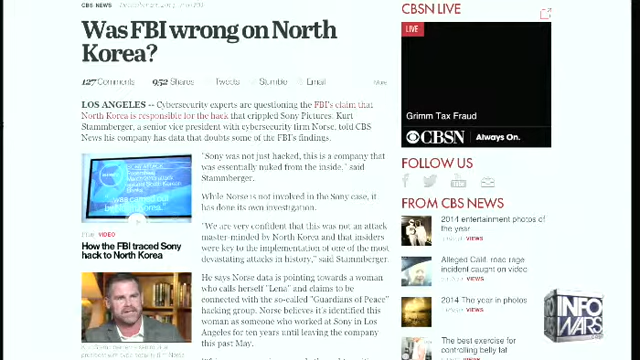 CBS NEWS
Was FBI wrong on North
Korea?
127 Comments
952 Shares
Tweets
Stumble
Email
More
LOS ANGELES -- Cybersecurity experts are questioning the FBI's claim that
North Korea is responsible for the hack that crippled Sony Pictures. Kurt
Stammberger, a senior vice president with cybersecurity firm Norse, told CBS
News his company has data that doubts some of the FBI's findings.
VIDEO
How the FBI traced Sony
hack to North Korea
"Sony was not just hacked, this is a company that
was essentially nuked from the inside," said
Stammberger.
While Norse is not involved in the Sony case, it
has done its own investigation.
"We are very confident that this was not an attack
master-minded by North Korea and that insiders
were key to the implementation of one of the most
devastating attacks in history," said Stammberger.
He says Norse data is pointing towards a woman
who calls herself "Lena" and claims to be
connected with the so-called "Guardians of Peace"
hacking group. Norse believes it's identified this
woman as someone who worked at Sony in Los
Angeles for ten years until leaving the company
this past May.
CBSN LIVE
LIVE
Grimm Tax Fraud
CBSN Always On.
FOLLOW US
FROM CBS NEWS
2014 entertainment photos of
the year
VIEWS
Alleged Calif. road rage
incident caught on video
VIEWS
2014 The year in photos
VIEWS
The best exercise for
controlling belly fat
VIEWS
INFO
WARS